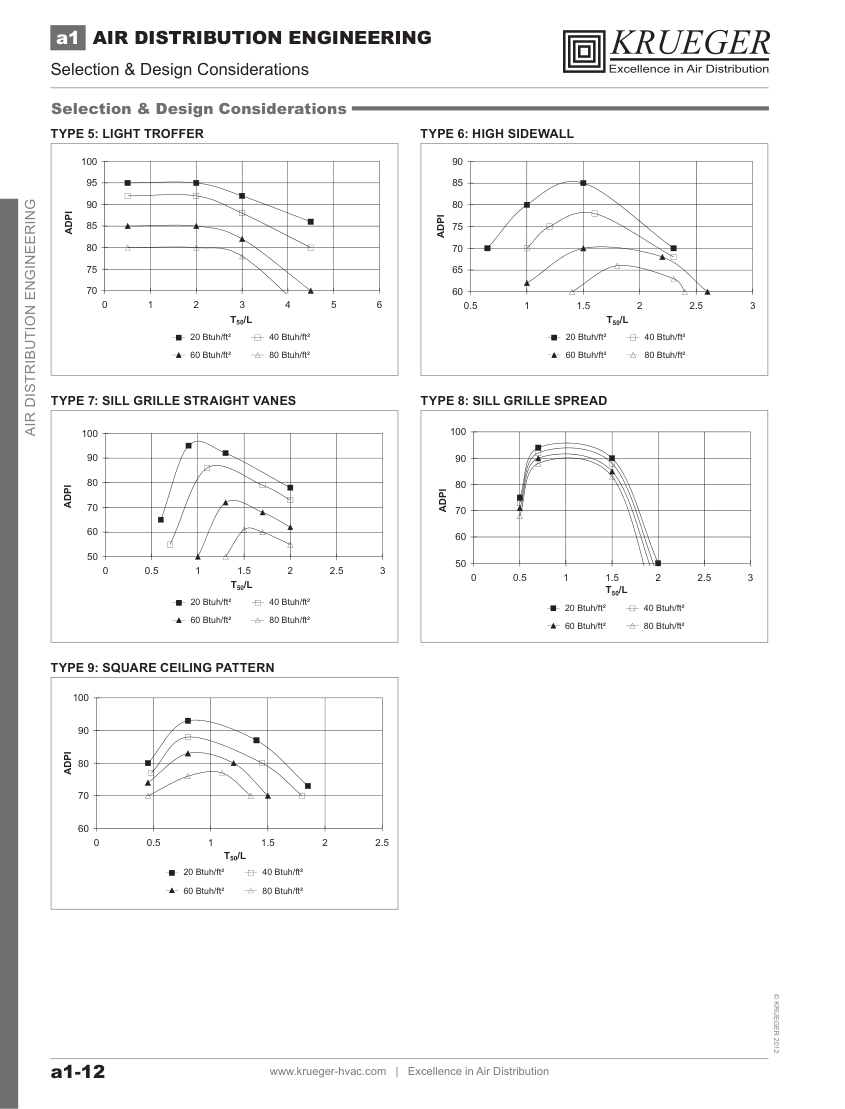 a1 AIR DISTRIBUTION ENGINEERING
Selection & Design Considerations
KRUEGER
Excellence in Air Distribution
Selection & Design Considerations
AIR DISTRIBUTION ENGINEERING
TYPE 5: LIGHT TROFFER
ADPI
100
95
90
85
80
75
70
0 1 2 3 4 5 6
T50/L
20 Btuh/ft² 40 Btuh/ft²
60 Btuh/ft² 80 Btuh/ft²
TYPE 6: HIGH SIDEWALL
ADPI
90
85
80
75
70
65
60
0.5 1 1.5 2 2.5 3
T50/L
20 Btuh/ft² 40 Btuh/ft²
60 Btuh/ft² 80 Btuh/ft²
TYPE 7: SILL GRILLE STRAIGHT VANES
ADPI
100
90
80
70
60
50
0 0.5 1 1.5 2 2.5 3
T50/L
20 Btuh/ft² 40 Btuh/ft²
60 Btuh/ft² 80 Btuh/ft²
TYPE 8: SILL GRILLE SPREAD
ADPI
100
90
80
70
60
50
0 0.5 1 1.5 2 2.5 3
T50/L
20 Btuh/ft² 40 Btuh/ft²
60 Btuh/ft² 80 Btuh/ft²
TYPE 9: SQUARE CEILING PATTERN
ADPI
100
90
80
70
60
0 0.5 1 1.5 2 2.5
T50/L
20 Btuh/ft² 40 Btuh/ft²
60 Btuh/ft² 80 Btuh/ft²
© KRUEGER 2012
a1-12
www.krueger-hvac.com | Excellence in Air Distribution